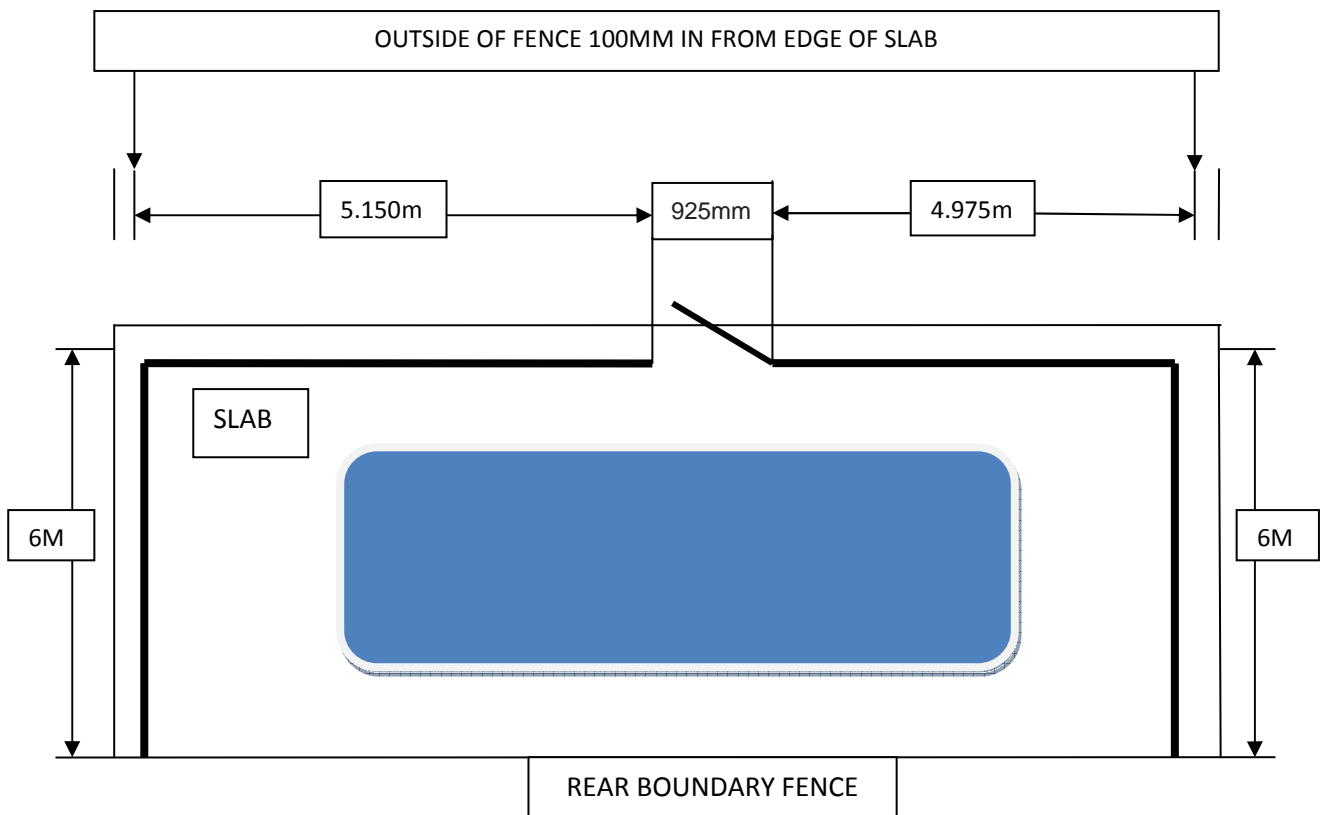 OUTSIDE OF FENCE 100MM IN FROM EDGE OF SLAB
5.150m
925mm
4.975m
SLAB
6M
6M
REAR BOUNDARY FENCE